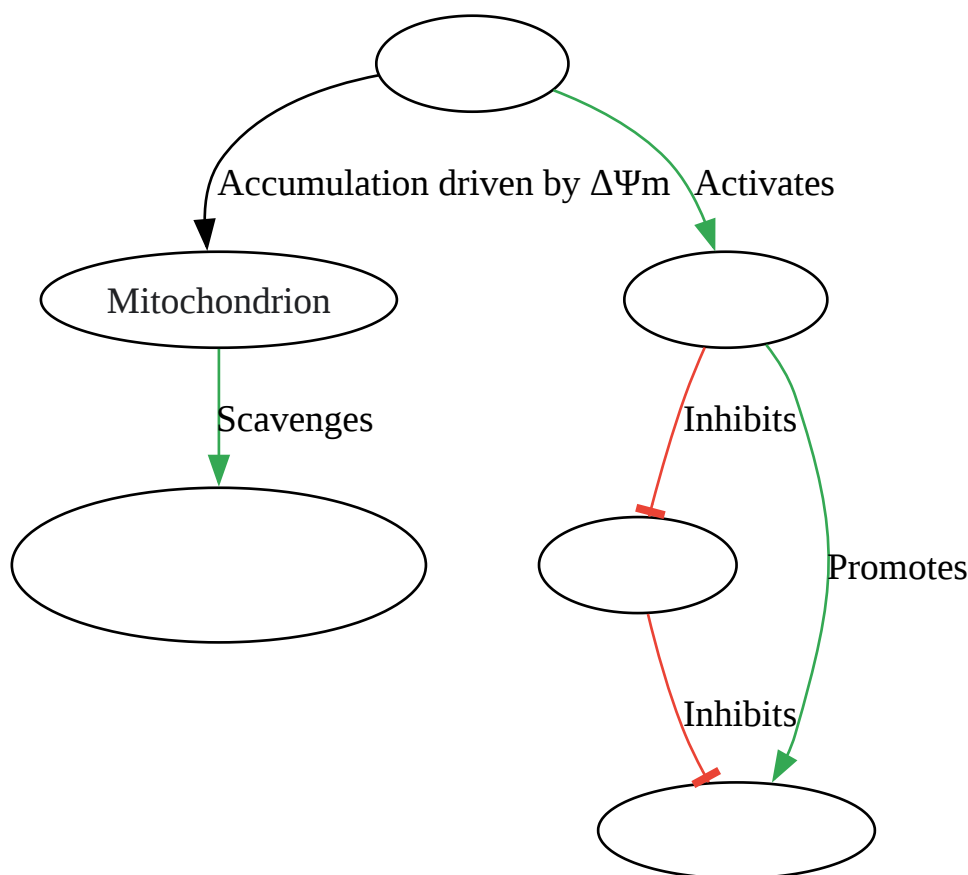 Accumulation driven by ΔΨm
Activates
Mitochondrion
Scavenges
Inhibits
Promotes
Inhibits